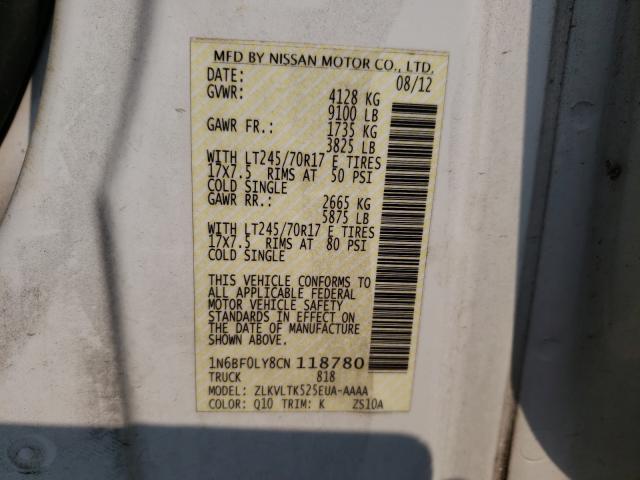 MFD BY NISSAN MOTOR CO., LTD.
DATE: 08/12
GVWR: 4128 KG
9100 LB
GAWR FR.: 1735 KG
3825 LB
WITH LT245/70R17 E TIRES
17X7.5 RIMS AT 50 PSI
COLD SINGLE
GAWR RR.: 2665 KG
5875 LB
WITH LT245/70R17 E TIRES
17X7.5 RIMS AT 80 PSI
COLD SINGLE
THIS VEHICLE CONFORMS TO
ALL APPLICABLE FEDERAL
MOTOR VEHICLE SAFETY
STANDARDS IN EFFECT ON
THE DATE OF MANUFACTURE
SHOWN ABOVE.
1N6BF0LY8CN 118780
TRUCK 818
MODEL: ZLKVLTK525EUA-AAAA
COLOR: Q10 TRIM: K ZS10A